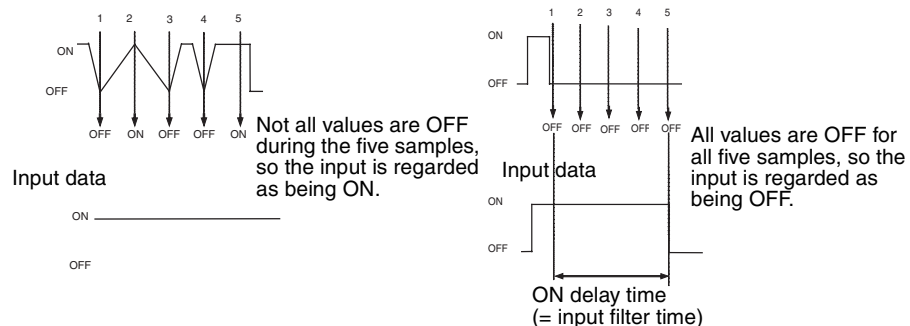 1 2 3 4 5
ON
OFF
OFF ON OFF OFF ON
Not all values are OFF
during the five samples,
so the input is regarded
as being ON.
Input data
ON
OFF
1 2 3 4 5
ON
OFF
OFF OFF OFF OFF OFF
All values are OFF for
all five samples, so the
input is regarded as
being OFF.
Input data
ON
OFF
ON delay time
(= input filter time)